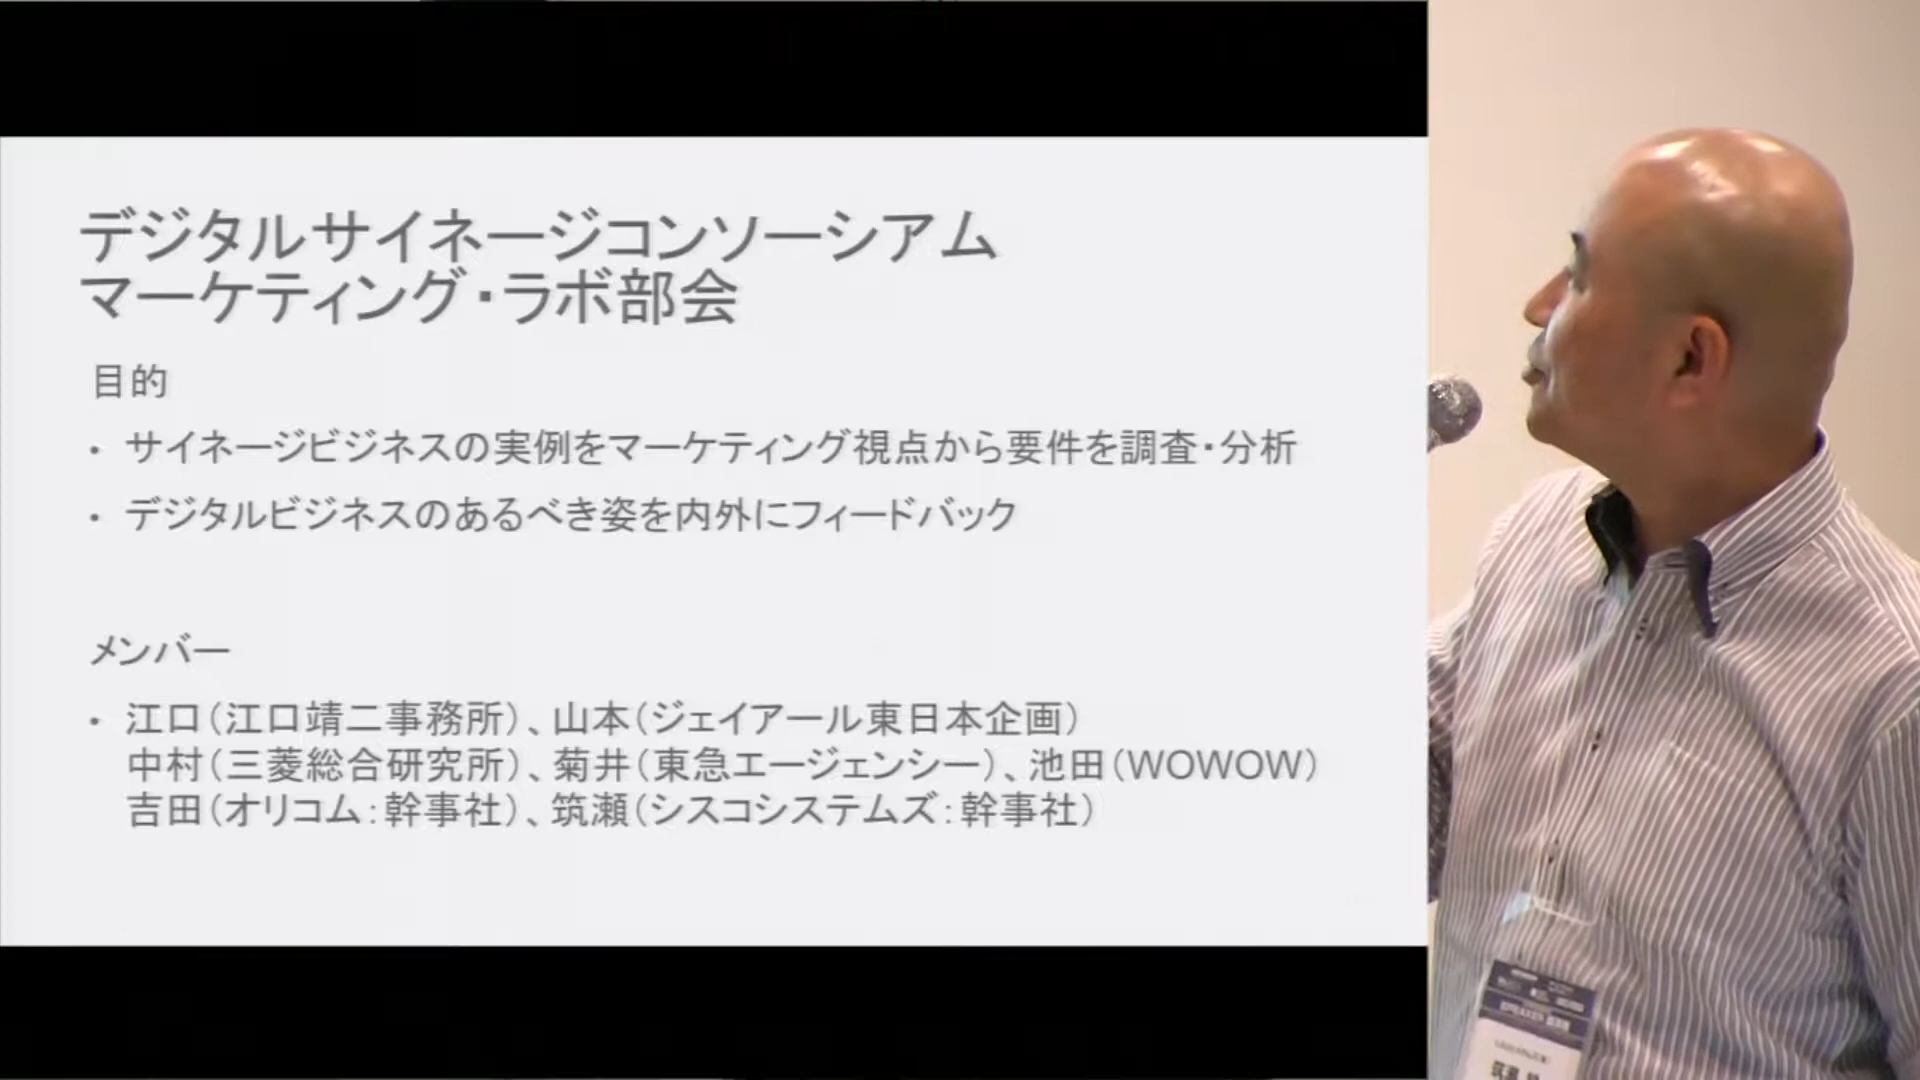 デジタルサイネージコンソーシアム
マーケティング・ラボ部会
目的
・ サイネージビジネスの実例をマーケティング視点から要件を調査・分析
・ デジタルビジネスのあるべき姿を内外にフィードバック
メンバー
・ 江口（江口靖二事務所）、山本（ジェイアール東日本企画）
中村（三菱総合研究所）、菊井（東急エージェンシー）、池田（WOWOW）
吉田（オリコム：幹事社）、筑瀬（シスコシステムズ：幹事社）
SPEAKER
筑瀬